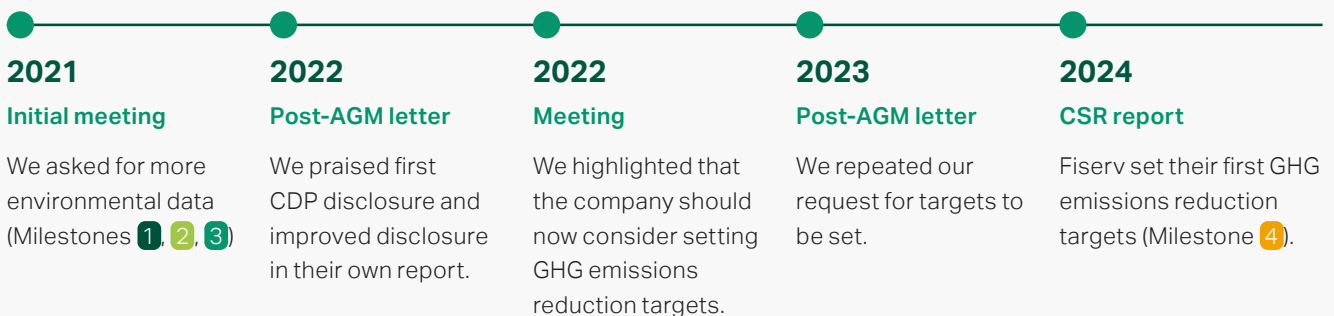 2021
Initial meeting
We asked for more
environmental data
(Milestones 1, 2, 3)
2022
Post-AGM letter
We praised first
CDP disclosure and
improved disclosure
in their own report.
2022
Meeting
We highlighted that
the company should
now consider setting
GHG emissions
reduction targets.
2023
Post-AGM letter
We repeated our
request for targets to
be set.
2024
CSR report
Fiserv set their first GHG
emissions reduction
targets (Milestone 4).